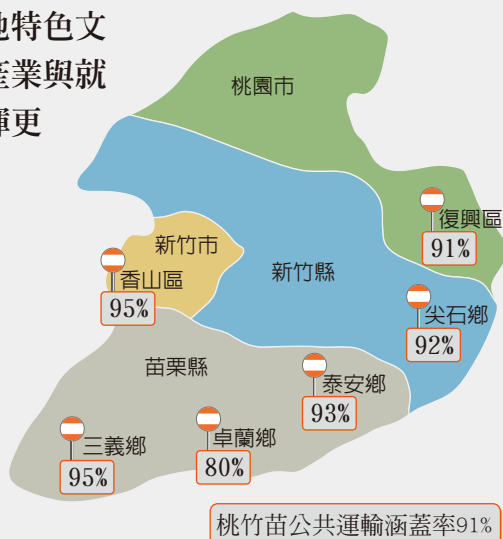 地特色文
產業與就
揮更
桃園市
復興區
91%
新竹市
香山區
95%
新竹縣
尖石鄉
92%
苗栗縣
泰安鄉
93%
卓蘭鄉
80%
三義鄉
95%
桃竹苗公共運輸涵蓋率91%